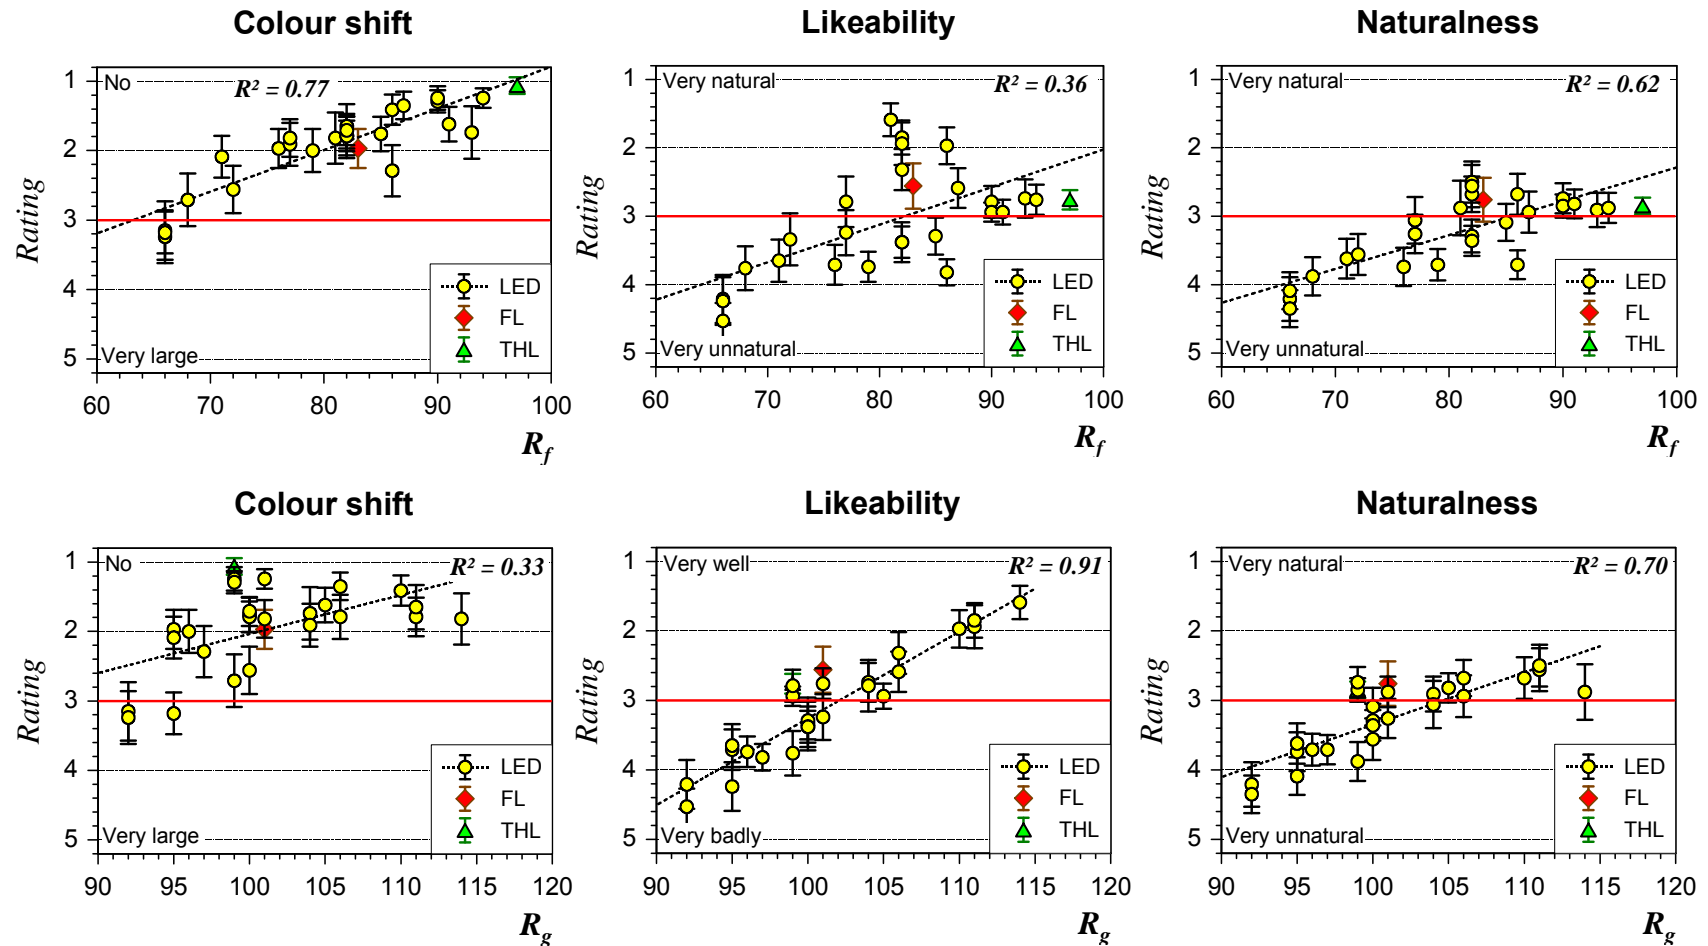 Colour shift
Likeability
Naturalness
No
R² = 0.77
Very large
Rating
1
2
3
4
5
LED
FL
THL
60 70 80 90 100
R_f
Very natural
R² = 0.36
Very unnatural
Rating
1
2
3
4
5
LED
FL
THL
60 70 80 90 100
R_f
Very natural
R² = 0.62
Very unnatural
Rating
1
2
3
4
5
LED
FL
THL
60 70 80 90 100
R_f
Colour shift
Likeability
Naturalness
No
R² = 0.33
Very large
Rating
1
2
3
4
5
LED
FL
THL
90 95 100 105 110 115 120
R_g
Very well
R² = 0.91
Very badly
Rating
1
2
3
4
5
LED
FL
THL
90 95 100 105 110 115 120
R_g
Very natural
R² = 0.70
Very unnatural
Rating
1
2
3
4
5
LED
FL
THL
90 95 100 105 110 115 120
R_g